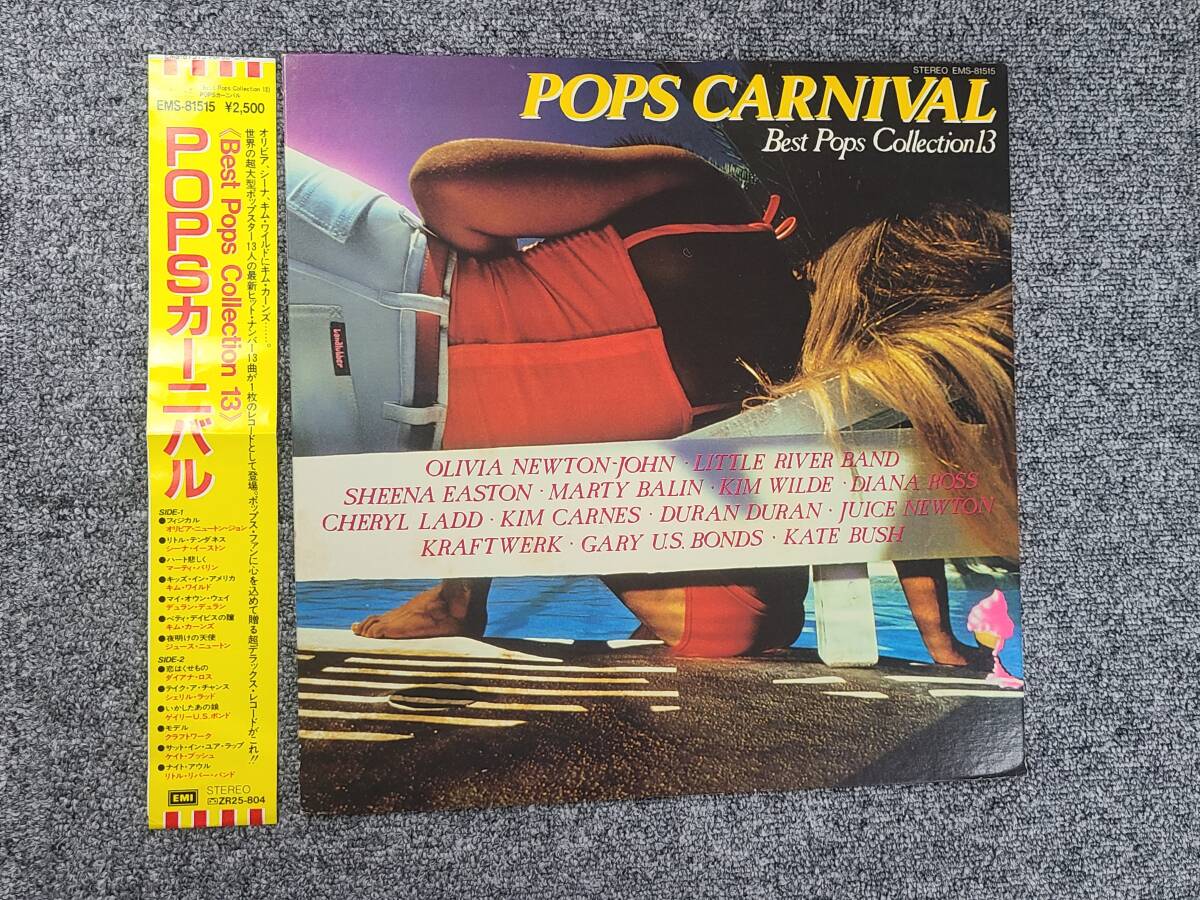 Best Pops Collection 13)
POPSカーニバル
EMS-81515 ¥2,500
オリビア、シーナ、キム・ワイルドにキム・カーンズ……。
世界の超大型ポップスター13人の最新ヒット・ナンバー13曲が1枚のレコードとして登場。ポップス・ファンに心を込めて贈る超デラックス・レコードがこれ!!
《Best Pops Collection 13》
POPSカーニバル
SIDE-1
●フィジカル
オリビア・ニュートン・ジョン
●リトル・テンダネス
シーナ・イーストン
●ハート悲しく
マーティ・バリン
●キッズ・イン・アメリカ
キム・ワイルド
●マイ・オウン・ウェイ
デュラン・デュラン
●ベティ・デイビスの瞳
キム・カーンズ
●夜明けの天使
ジュース・ニュートン
SIDE-2
●恋はくせもの
ダイアナ・ロス
●テイク・ア・チャンス
シェリル・ラッド
●いかしたあの娘
ゲイリーU.S.ボンド
●モデル
クラフトワーク
●サット・イン・ユア・ラップ
ケイト・ブッシュ
●ナイト・アウル
リトル・リバー・バンド
EMI STEREO
ZR25-804
STEREO EMS-81515
POPS CARNIVAL
Best Pops Collection13
Landlubber
OLIVIA NEWTON-JOHN · LITTLE RIVER BAND
SHEENA EASTON · MARTY BALIN · KIM WILDE · DIANA ROSS
CHERYL LADD · KIM CARNES · DURAN DURAN · JUICE NEWTON
KRAFTWERK · GARY U.S. BONDS · KATE BUSH